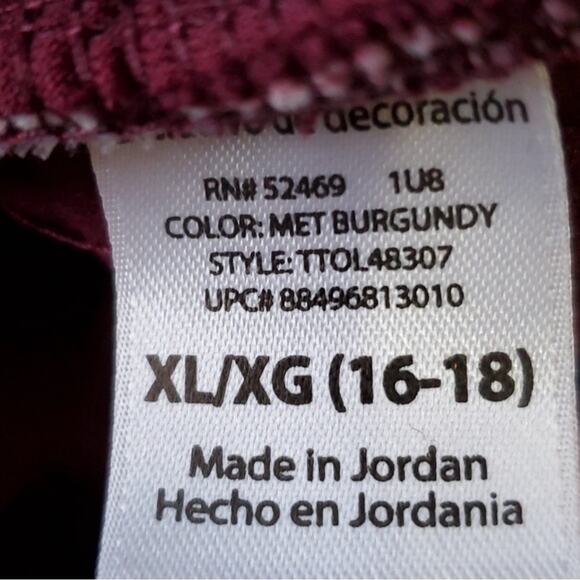 decoración
RN# 52469 1U8
COLOR: MET BURGUNDY
STYLE: TTOL48307
UPC# 88496813010
XL/XG (16-18)
Made in Jordan
Hecho en Jordania